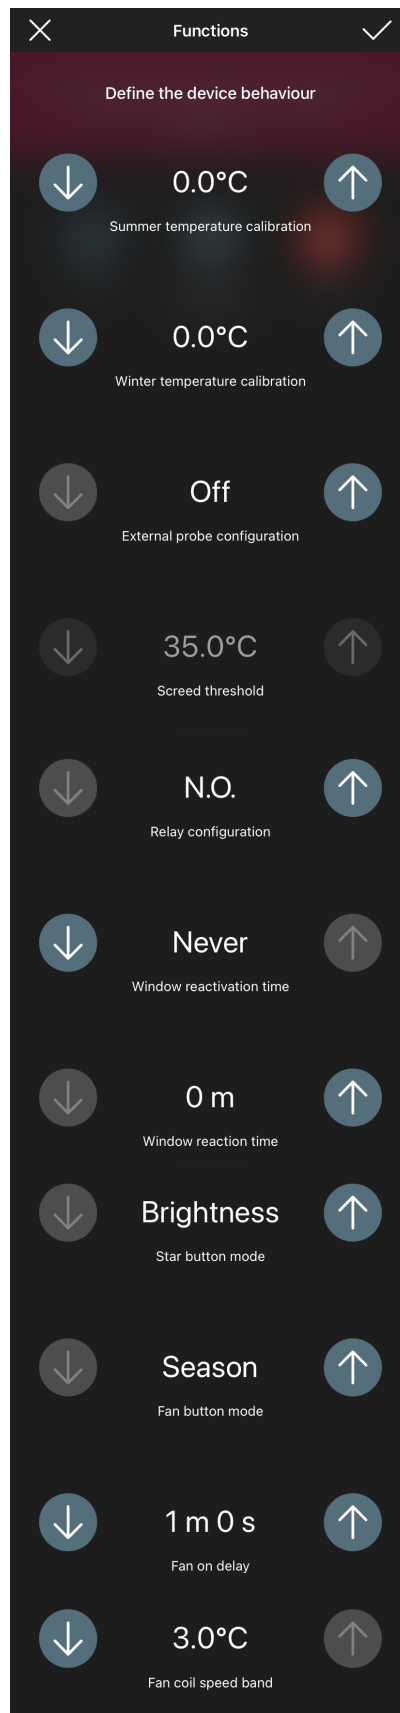 Functions
Define the device behaviour
0.0°C
Summer temperature calibration
0.0°C
Winter temperature calibration
Off
External probe configuration
35.0°C
Screed threshold
N.O.
Relay configuration
Never
Window reactivation time
0 m
Window reaction time
Brightness
Star button mode
Season
Fan button mode
1 m 0 s
Fan on delay
3.0°C
Fan coil speed band